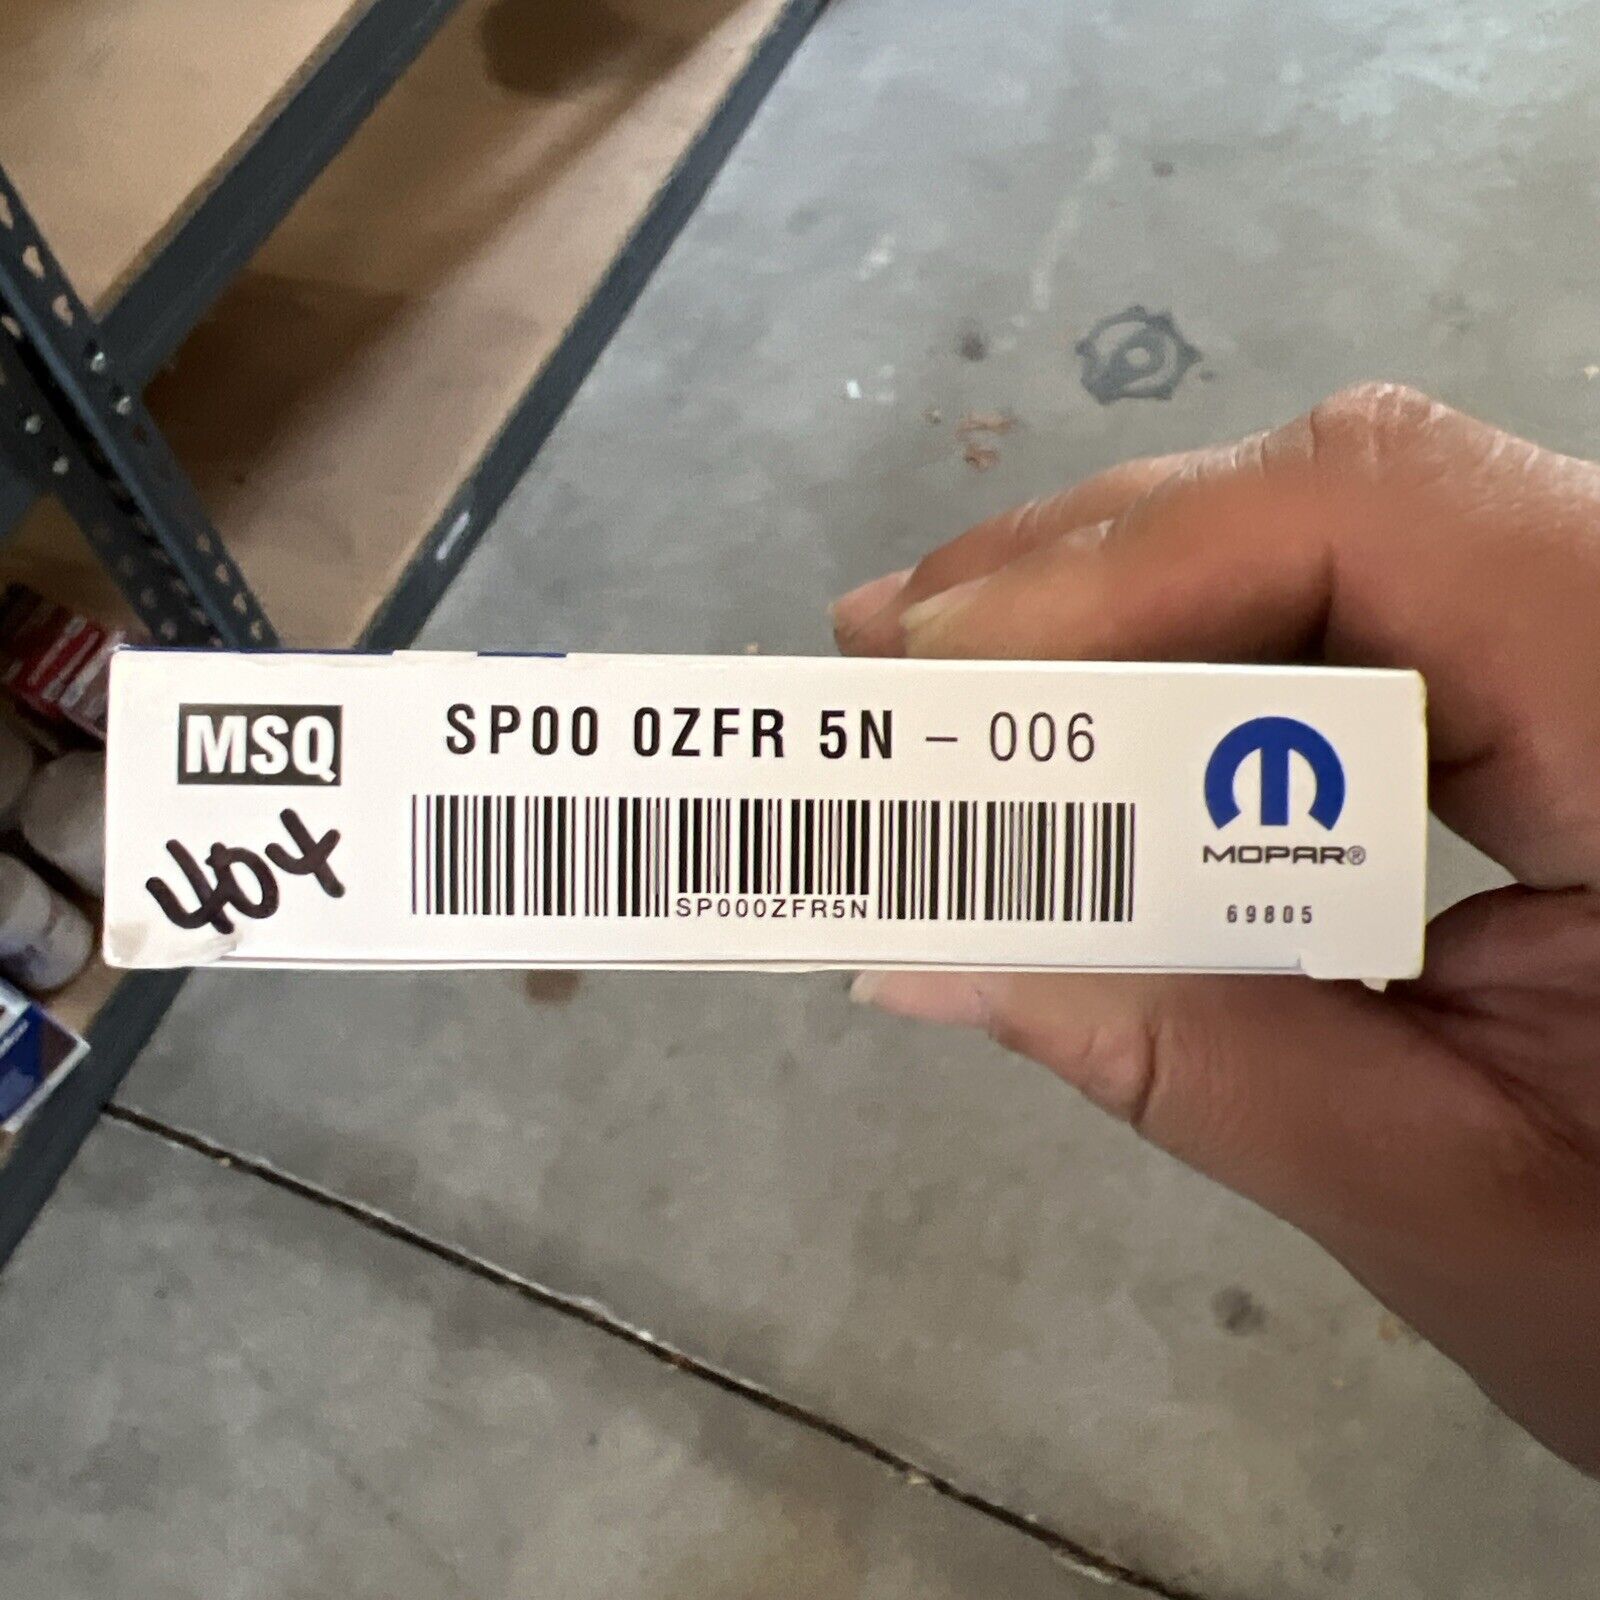 MSQ
SP00 0ZFR 5N - 006
404
SP000ZFR5N
MOPAR®
69805